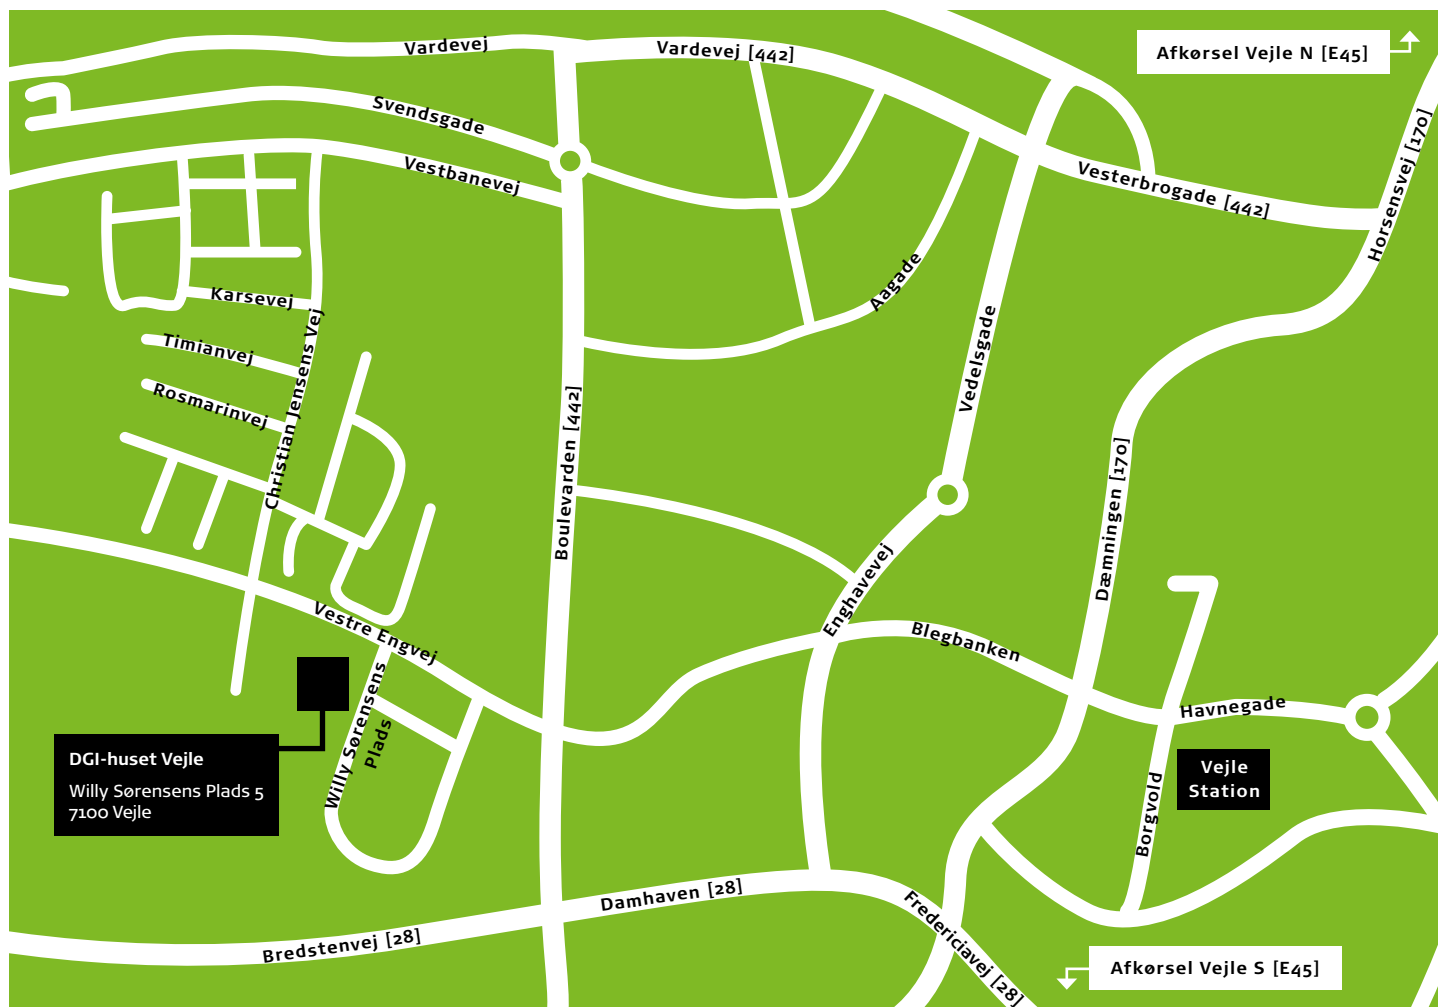 Vardevej
Vardevej [442]
Afkørsel Vejle N [E45]
Svendsgade
Vestbanevej
Vesterbrogade [442]
Horsensvej [170]
Karsevej
Aagade
Timianvej
Christian Jensens Vej
Vedelsgade
Rosmarinvej
Boulevarden [442]
Dæmningen [170]
Enghavevej
Vestre Engvej
Blegbanken
Willy Sørensens
Plads
Havnegade
DGI-huset Vejle
Willy Sørensens Plads 5
7100 Vejle
Vejle
Station
Borgvold
Damhaven [28]
Bredstenvej [28]
Fredericiavej [28]
Afkørsel Vejle S [E45]